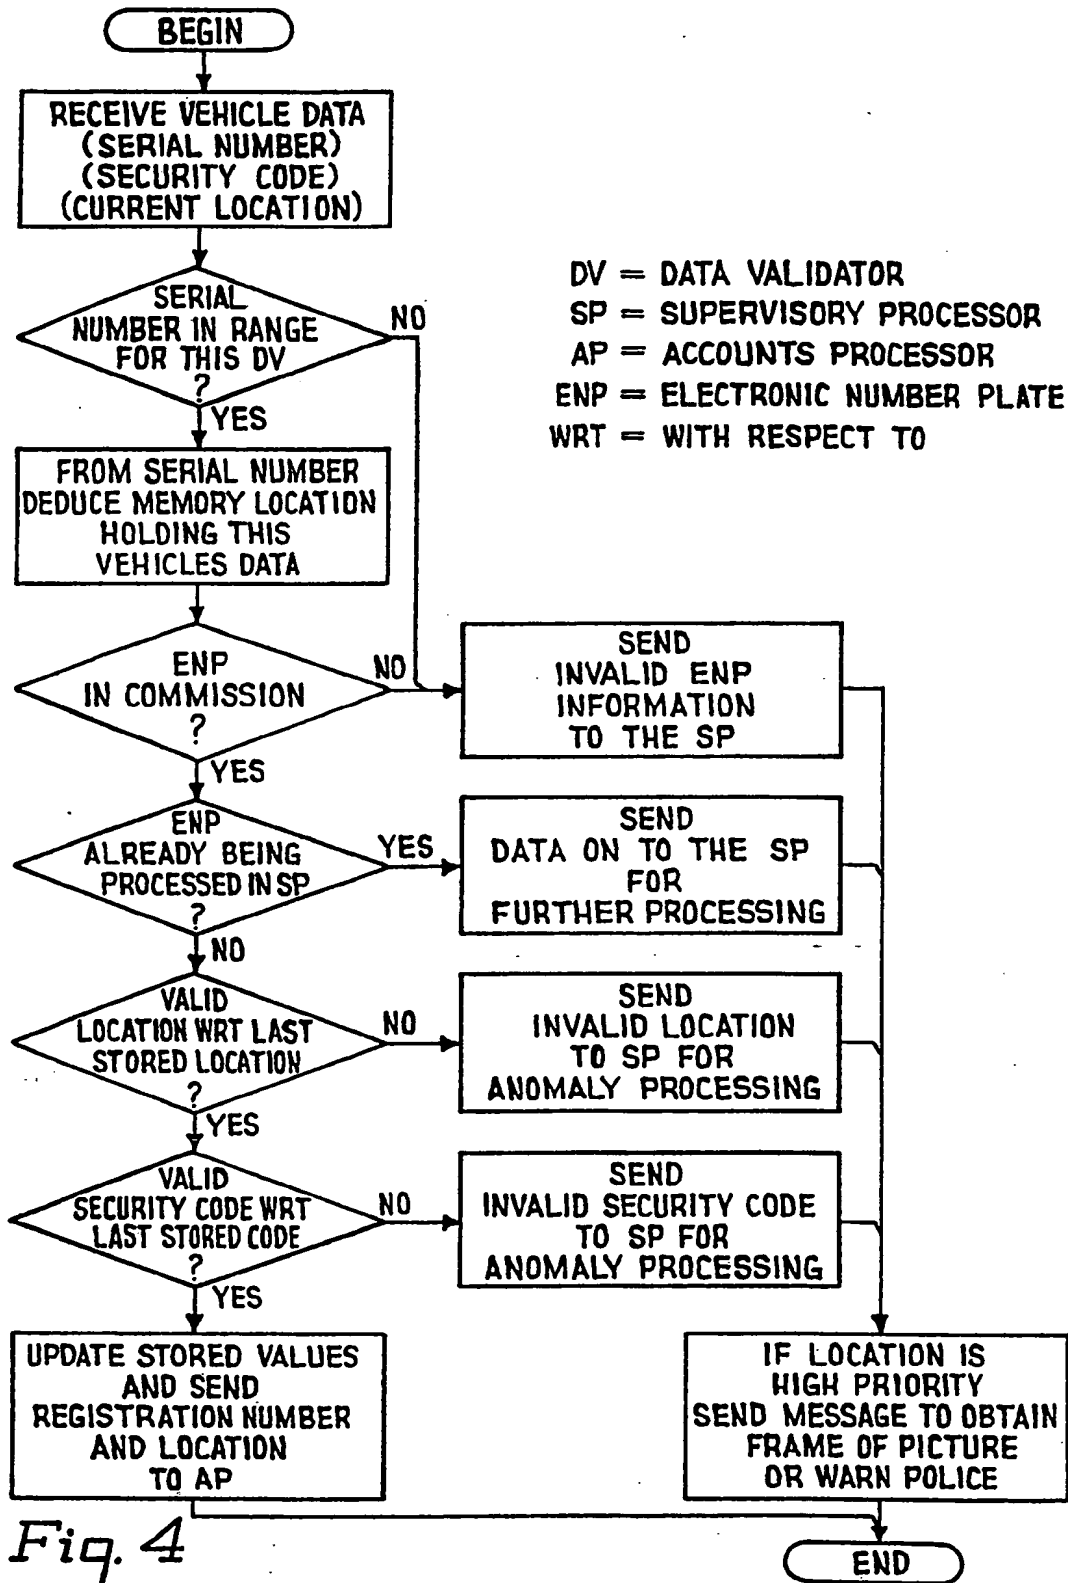 BEGIN
RECEIVE VEHICLE DATA
(SERIAL NUMBER)
(SECURITY CODE)
(CURRENT LOCATION)
SERIAL
NUMBER IN RANGE
FOR THIS DV
?
NO
YES
DV = DATA VALIDATOR
SP = SUPERVISORY PROCESSOR
AP = ACCOUNTS PROCESSOR
ENP = ELECTRONIC NUMBER PLATE
WRT = WITH RESPECT TO
FROM SERIAL NUMBER
DEDUCE MEMORY LOCATION
HOLDING THIS
VEHICLES DATA
ENP
IN COMMISSION
?
NO
YES
SEND
INVALID ENP
INFORMATION
TO THE SP
ENP
ALREADY BEING
PROCESSED IN SP
?
YES
NO
SEND
DATA ON TO THE SP
FOR
FURTHER PROCESSING
VALID
LOCATION WRT LAST
STORED LOCATION
?
NO
YES
SEND
INVALID LOCATION
TO SP FOR
ANOMALY PROCESSING
VALID
SECURITY CODE WRT
LAST STORED CODE
?
NO
YES
SEND
INVALID SECURITY CODE
TO SP FOR
ANOMALY PROCESSING
UPDATE STORED VALUES
AND SEND
REGISTRATION NUMBER
AND LOCATION
TO AP
IF LOCATION IS
HIGH PRIORITY
SEND MESSAGE TO OBTAIN
FRAME OF PICTURE
OR WARN POLICE
END
Fig. 4